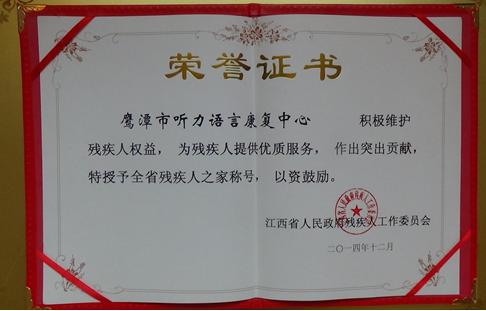 荣誉证书
鹰潭市听力语言康复中心 积极维护
残疾人权益，为残疾人提供优质服务，作出突出贡献，
特授予全省残疾人之家称号，以资鼓励。
江西省人民政府残疾人工作委员会
二○一四年十二月